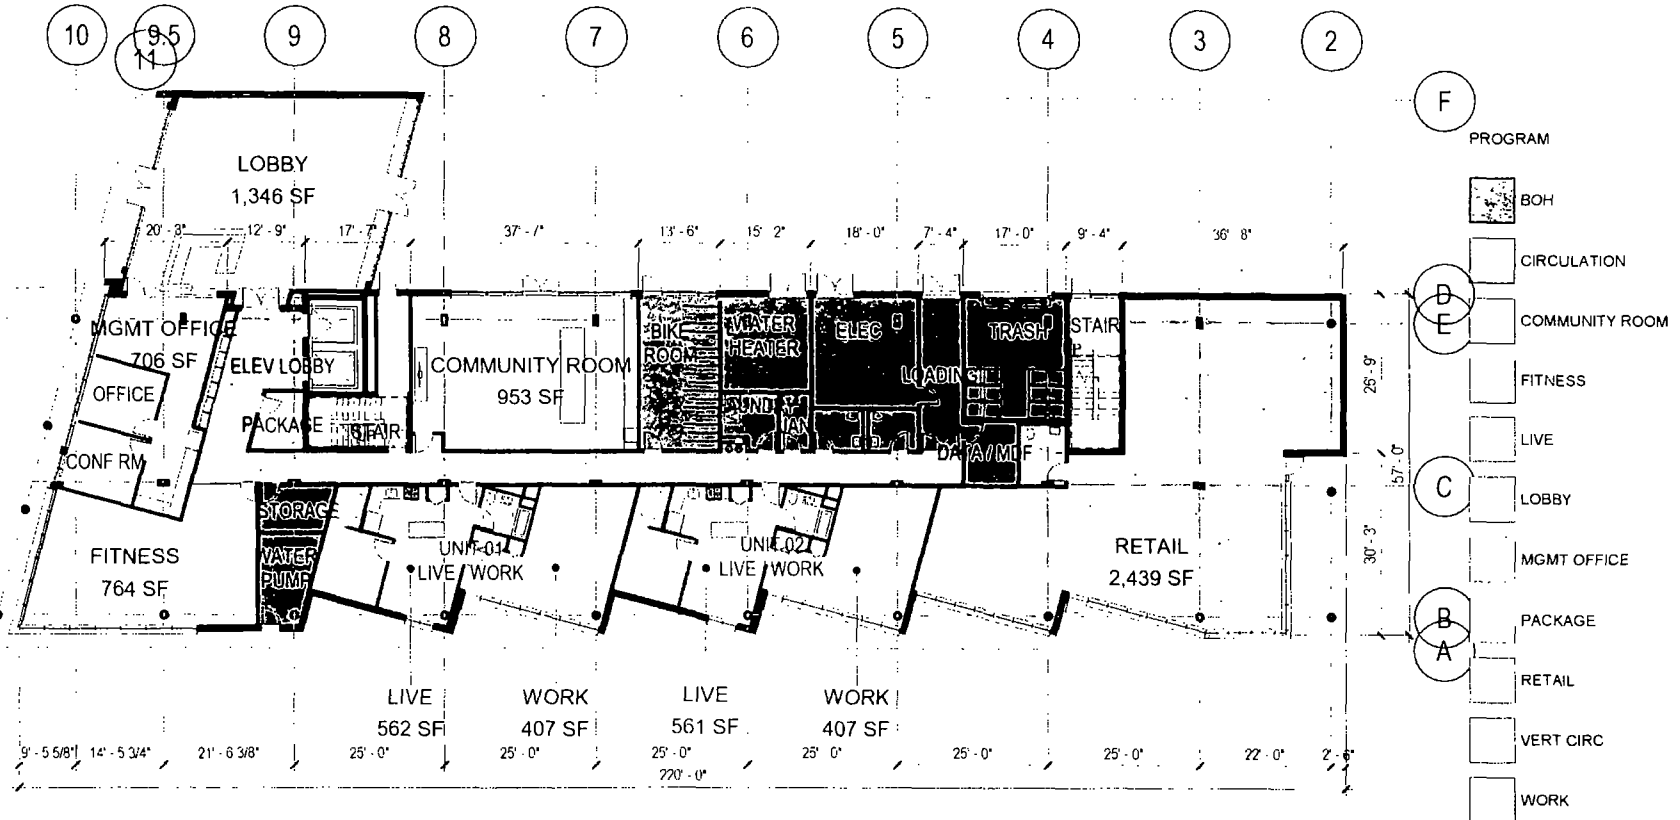 10
9.5
11
9
8
7
6
5
4
3
2
F
PROGRAM
LOBBY
1,346 SF
BOH
20' - 3"
12' - 9"
17' - 7"
37' - 7"
13' - 6"
15' - 2"
18' - 0"
7' - 4"
17' - 0"
9' - 4"
36' - 8"
CIRCULATION
D
E
COMMUNITY ROOM
MGMT OFFICE
706 SF
ELEV LOBBY
COMMUNITY ROOM
953 SF
BIKE
ROOM
WATER
HEATER
ELEC
LOADING
TRASH
STAIR
26' - 9"
FITNESS
OFFICE
PACKAGE
STAIR
CONF RM
DATA / MDF
57' - 0"
LIVE
C
LOBBY
STORAGE
WATER
PUMP
FITNESS
764 SF
UNIT-01
LIVE / WORK
UNIT-02
LIVE / WORK
RETAIL
2,439 SF
30' - 3"
MGMT OFFICE
B
A
PACKAGE
RETAIL
LIVE
562 SF
WORK
407 SF
LIVE
561 SF
WORK
407 SF
VERT CIRC
9' - 5 5/8"
14' - 5 3/4"
21' - 6 3/8"
25' - 0"
25' - 0"
25' - 0"
25' - 0"
25' - 0"
25' - 0"
22' - 0"
2' - 6"
220' - 0"
WORK